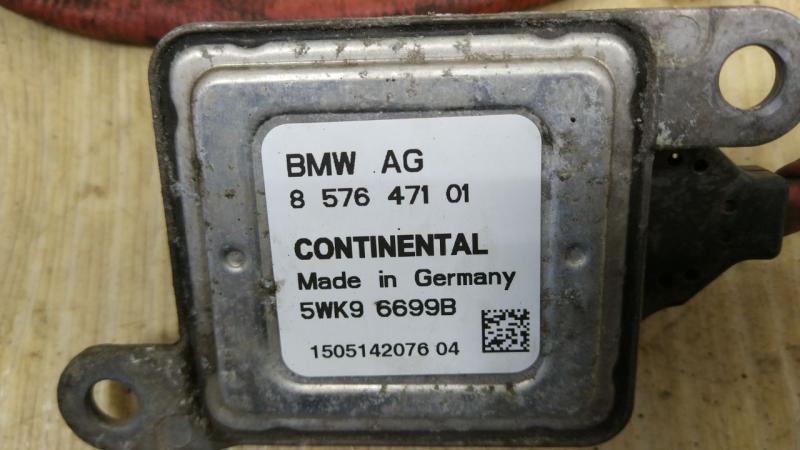 BMW AG
8 576 471 01
CONTINENTAL
Made in Germany
5WK9 6699B
1505142076 04